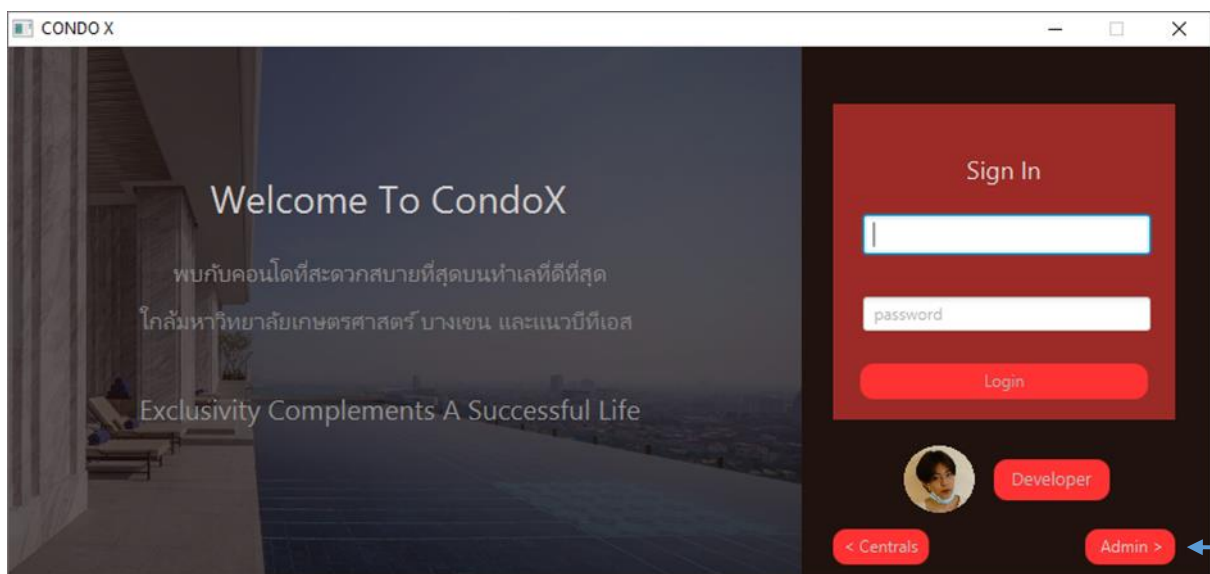 CONDO X
Welcome To CondoX
พบกับคอนโดที่สะดวกสบายที่สุดบนทำเลที่ดีที่สุด
ใกล้มหาวิทยาลัยเกษตรศาสตร์ บางเขน และแนวบีทีเอส
Exclusivity Complements A Successful Life
Sign In
password
Login
Developer
< Centrals
Admin >